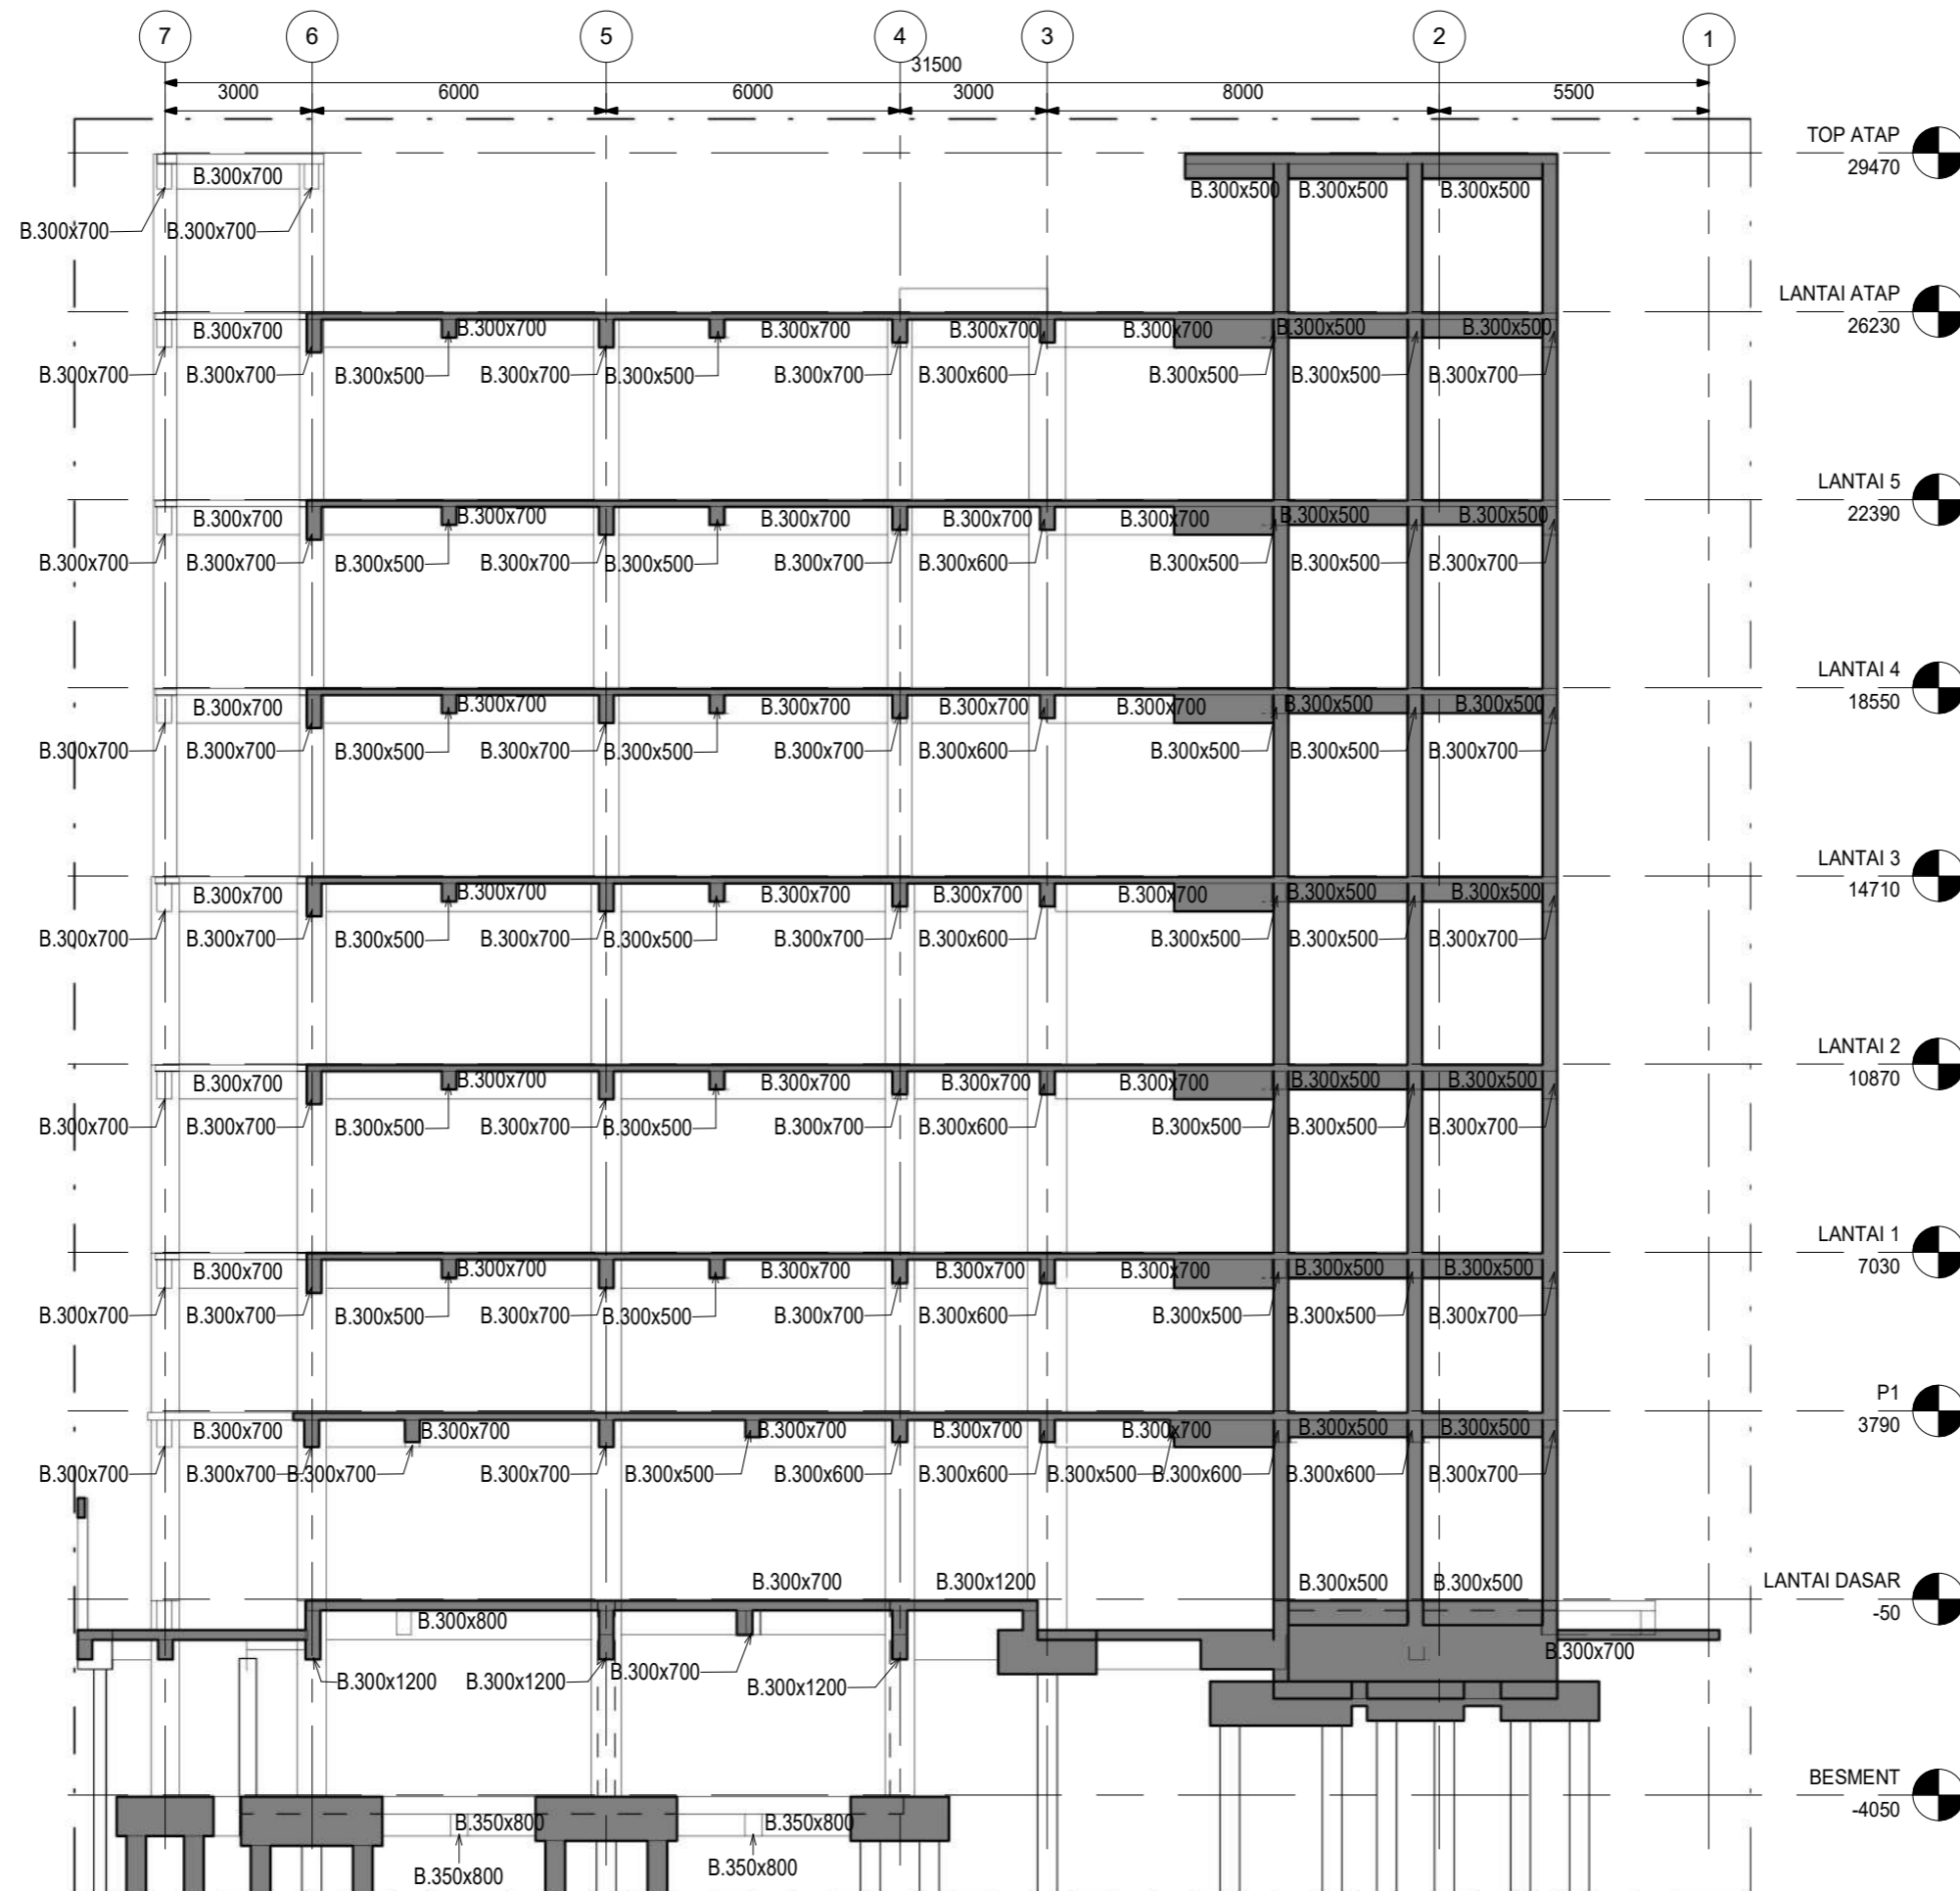 7 6 5 4 3 2 1
31500
3000 6000 6000 3000 8000 5500
TOP ATAP
29470
B.300x700
B.300x500 B.300x500 B.300x500
B.300x700 B.300x700
LANTAI ATAP
26230
B.300x700 B.300x700 B.300x700 B.300x700 B.300x700 B.300x500 B.300x500
B.300x700 B.300x700 B.300x500 B.300x700 B.300x500 B.300x700 B.300x600 B.300x500 B.300x500 B.300x700
LANTAI 5
22390
B.300x700 B.300x700 B.300x700 B.300x700 B.300x700 B.300x500 B.300x500
B.300x700 B.300x700 B.300x500 B.300x700 B.300x500 B.300x700 B.300x600 B.300x500 B.300x500 B.300x700
LANTAI 4
18550
B.300x700 B.300x700 B.300x700 B.300x700 B.300x700 B.300x500 B.300x500
B.300x700 B.300x700 B.300x500 B.300x700 B.300x500 B.300x700 B.300x600 B.300x500 B.300x500 B.300x700
LANTAI 3
14710
B.300x700 B.300x700 B.300x700 B.300x700 B.300x700 B.300x500 B.300x500
B.300x700 B.300x700 B.300x500 B.300x700 B.300x500 B.300x700 B.300x600 B.300x500 B.300x500 B.300x700
LANTAI 2
10870
B.300x700 B.300x700 B.300x700 B.300x700 B.300x700 B.300x500 B.300x500
B.300x700 B.300x700 B.300x500 B.300x700 B.300x500 B.300x700 B.300x600 B.300x500 B.300x500 B.300x700
LANTAI 1
7030
B.300x700 B.300x700 B.300x700 B.300x700 B.300x700 B.300x500 B.300x500
B.300x700 B.300x700 B.300x500 B.300x700 B.300x500 B.300x700 B.300x600 B.300x500 B.300x500 B.300x700
P1
3790
B.300x700 B.300x700 B.300x700 B.300x700 B.300x700 B.300x500 B.300x500
B.300x700 B.300x700 B.300x700 B.300x700 B.300x500 B.300x600 B.300x600 B.300x500 B.300x600 B.300x600 B.300x700
B.300x700 B.300x1200 B.300x500 B.300x500
LANTAI DASAR
-50
B.300x800
B.300x700
B.300x1200 B.300x1200 B.300x700 B.300x1200
BESMENT
-4050
B.350x800 B.350x800
B.350x800 B.350x800